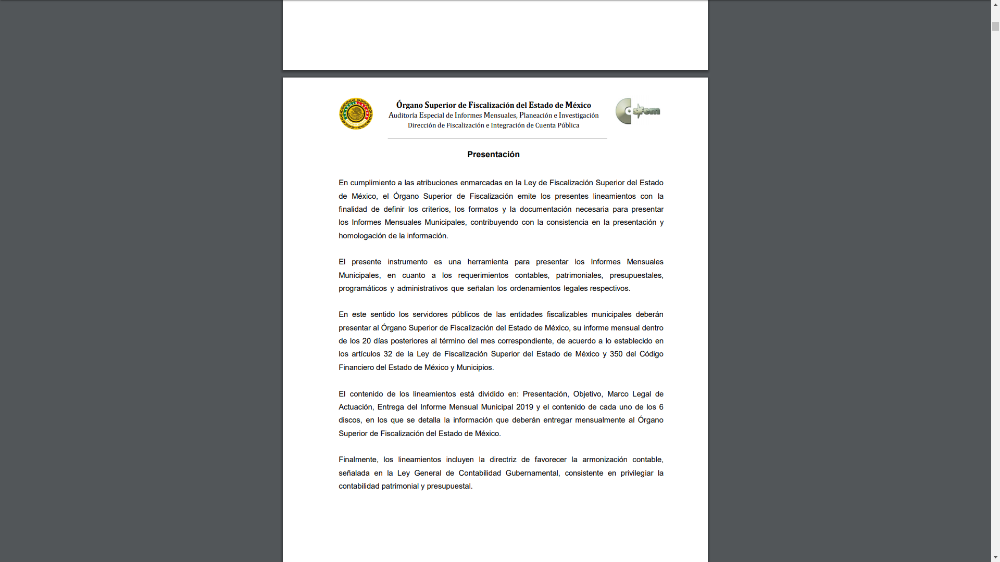 Órgano Superior de Fiscalización del Estado de México
Auditoría Especial de Informes Mensuales, Planeación e Investigación
Dirección de Fiscalización e Integración de Cuenta Pública
osfem
Presentación
En cumplimiento a las atribuciones enmarcadas en la Ley de Fiscalización Superior del Estado
de México, el Órgano Superior de Fiscalización emite los presentes lineamientos con la
finalidad de definir los criterios, los formatos y la documentación necesaria para presentar
los Informes Mensuales Municipales, contribuyendo con la consistencia en la presentación y
homologación de la información.
El presente instrumento es una herramienta para presentar los Informes Mensuales
Municipales, en cuanto a los requerimientos contables, patrimoniales, presupuestales,
programáticos y administrativos que señalan los ordenamientos legales respectivos.
En este sentido los servidores públicos de las entidades fiscalizables municipales deberán
presentar al Órgano Superior de Fiscalización del Estado de México, su informe mensual dentro
de los 20 días posteriores al término del mes correspondiente, de acuerdo a lo establecido en
los artículos 32 de la Ley de Fiscalización Superior del Estado de México y 350 del Código
Financiero del Estado de México y Municipios.
El contenido de los lineamientos está dividido en: Presentación, Objetivo, Marco Legal de
Actuación, Entrega del Informe Mensual Municipal 2019 y el contenido de cada uno de los 6
discos, en los que se detalla la información que deberán entregar mensualmente al Órgano
Superior de Fiscalización del Estado de México.
Finalmente, los lineamientos incluyen la directriz de favorecer la armonización contable,
señalada en la Ley General de Contabilidad Gubernamental, consistente en privilegiar la
contabilidad patrimonial y presupuestal.